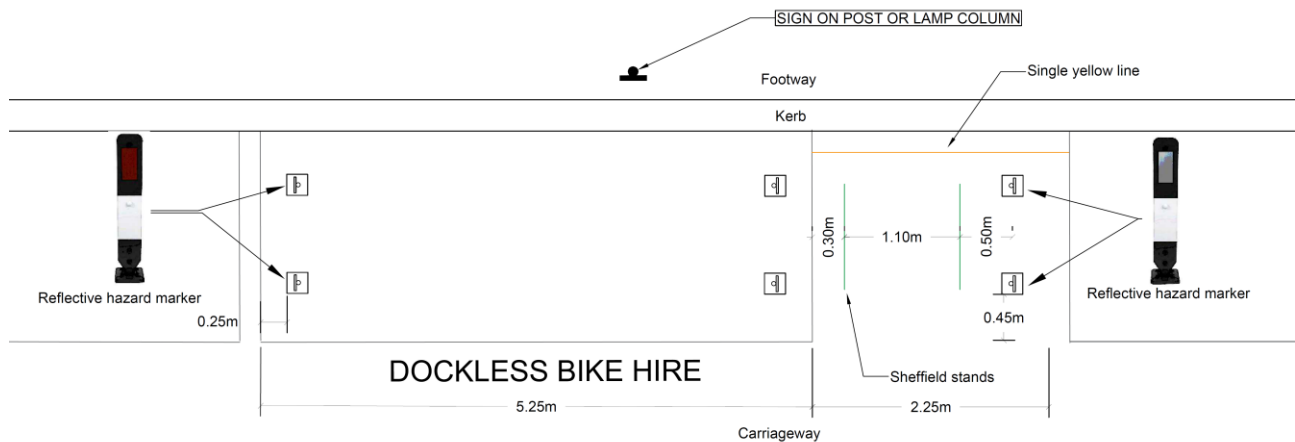 SIGN ON POST OR LAMP COLUMN
Footway
Single yellow line
Kerb
0.30m
1.10m
0.50m
Reflective hazard marker
Reflective hazard marker
0.25m
0.45m
DOCKLESS BIKE HIRE
Sheffield stands
5.25m
2.25m
Carriageway